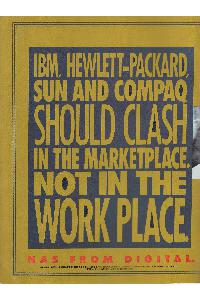 IBM, HEWLETT-PACKARD,
SUN AND COMPAQ
SHOULD CLASH
IN THE MARKETPLACE,
NOT IN THE
WORK PLACE.
NAS FROM DIGITAL.